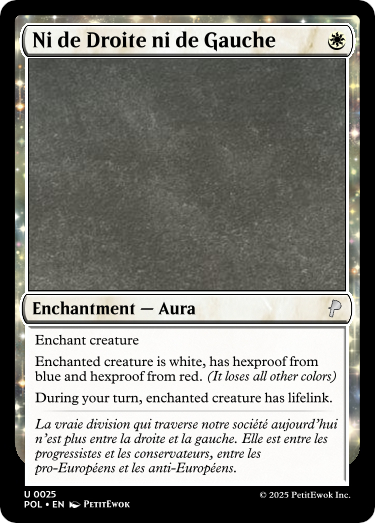 Ni de Droite ni de Gauche
Enchantment — Aura
Enchant creature
Enchanted creature is white, has hexproof from
blue and hexproof from red. (It loses all other colors)
During your turn, enchanted creature has lifelink.
La vraie division qui traverse notre société aujourd'hui
n'est plus entre la droite et la gauche. Elle est entre les
progressistes et les conservateurs, entre les
pro-Européens et les anti-Européens.
U 0025
POL • EN PetitEwok
© 2025 PetitEwok Inc.